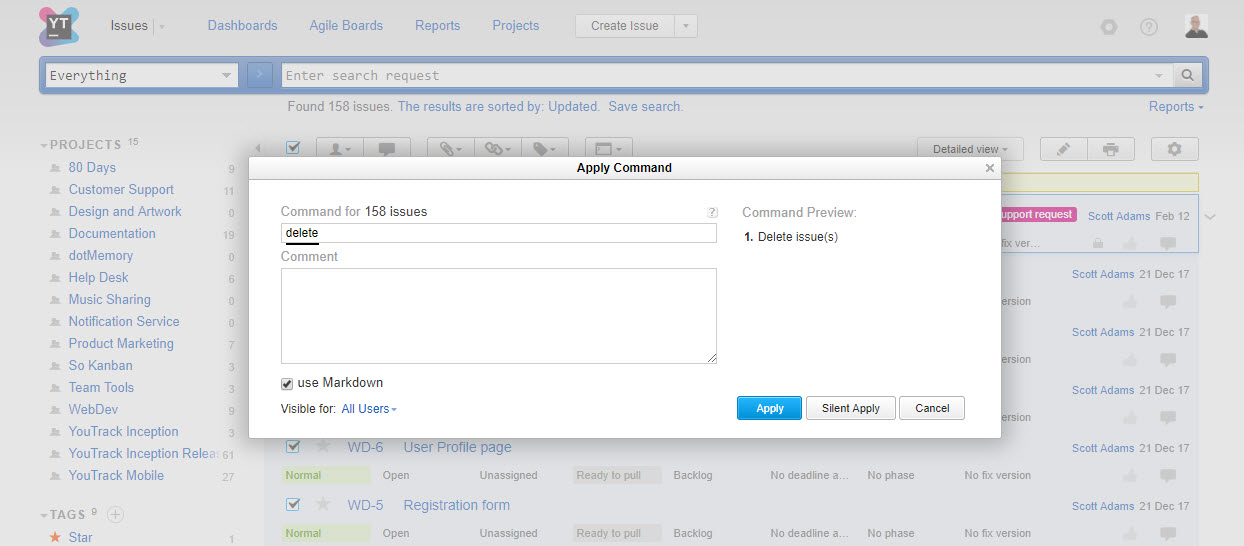 YT Issues Dashboards Agile Boards Reports Projects Create Issue
Everything Enter search request
Found 158 issues. The results are sorted by: Updated. Save search. Reports
PROJECTS 15
Detailed view
80 Days 9
Customer Support 11
Design and Artwork 0
Documentation 19
dotMemory 0
Help Desk 6
Music Sharing 0
Notification Service 0
Product Marketing 7
So Kanban 3
Team Tools 3
WebDev 9
YouTrack Inception 3
YouTrack Inception Relea 61
YouTrack Mobile 27
TAGS 9
Star 1
Apply Command
Command for 158 issues ?
delete
Comment
use Markdown
Visible for: All Users
Command Preview:
1. Delete issue(s)
Apply Silent Apply Cancel
upport request Scott Adams Feb 12
fix ver...
Scott Adams 21 Dec 17
ersion
Scott Adams 21 Dec 17
ersion
Scott Adams 21 Dec 17
ersion
WD-6 User Profile page Scott Adams 21 Dec 17
Normal Open Unassigned Ready to pull Backlog No deadline a... No phase No fix version
WD-5 Registration form Scott Adams 21 Dec 17
Normal Open Unassigned Ready to pull Backlog No deadline a... No phase No fix version